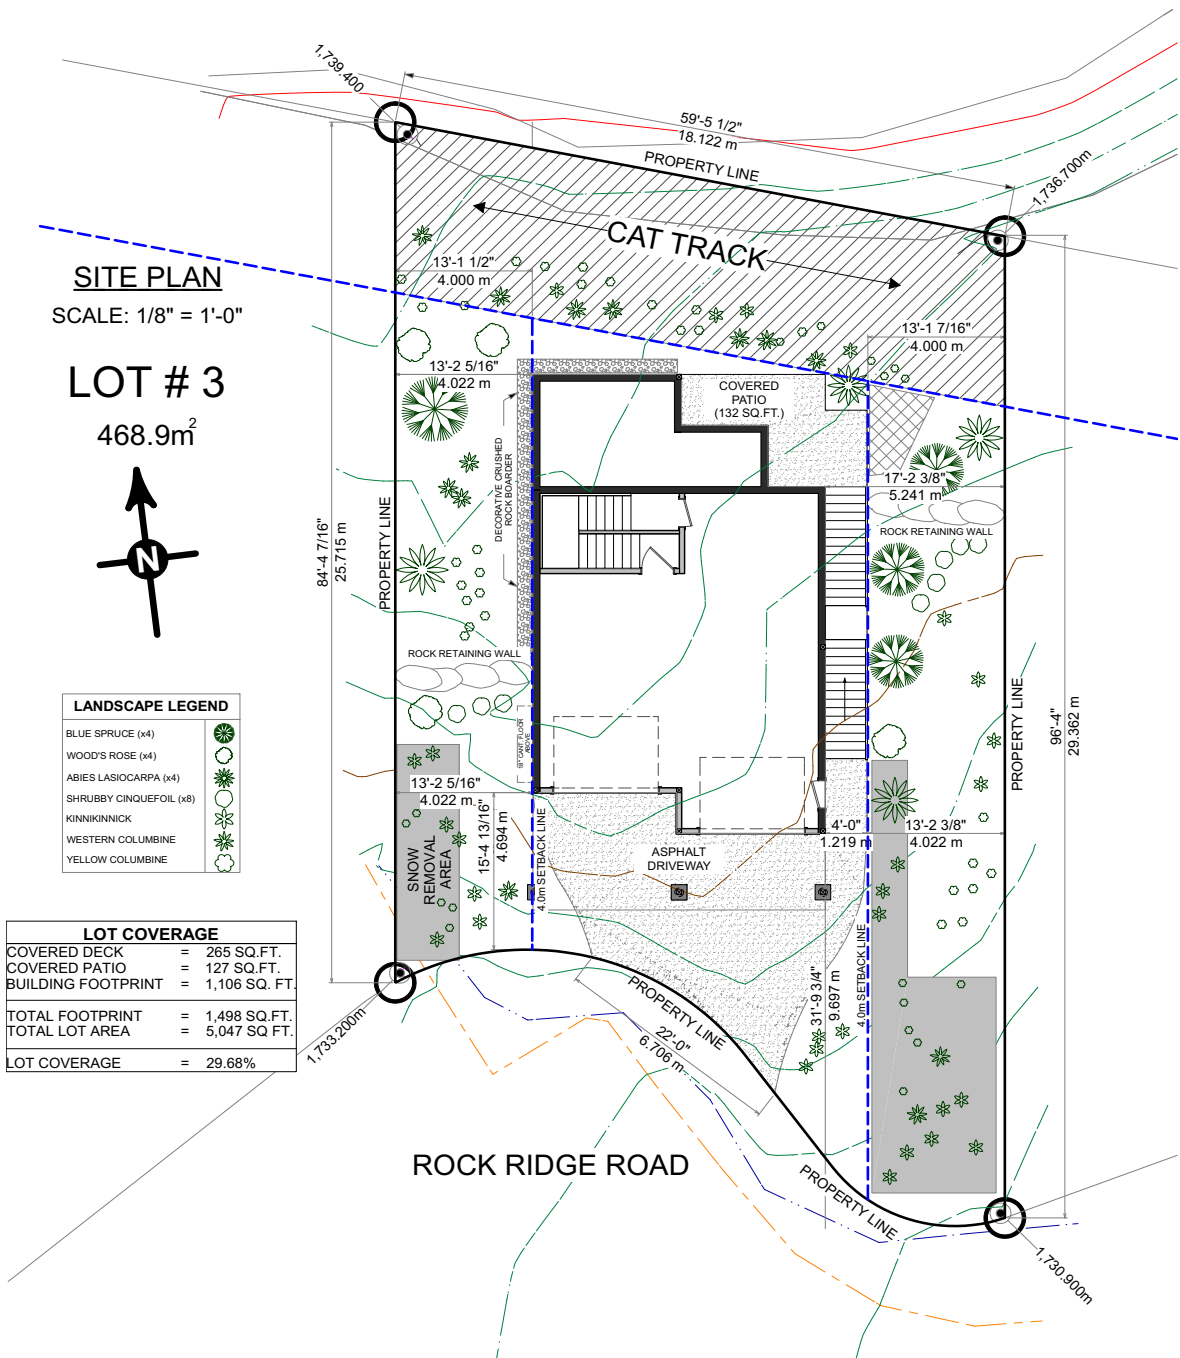 1,739.400
59'-5 1/2"
18.122 m
PROPERTY LINE
1,736.700m
CAT TRACK
SITE PLAN
SCALE: 1/8" = 1'-0"
LOT # 3
468.9m2
N
13'-1 1/2"
4.000 m
13'-1 7/16"
4.000 m
13'-2 5/16"
4.022 m
COVERED
PATIO
(132 SQ.FT.)
DECORATIVE CRUSHED
ROCK BOARDER
17'-2 3/8"
5.241 m
ROCK RETAINING WALL
84'-4 7/16"
25.715 m
PROPERTY LINE
ROCK RETAINING WALL
18" CANT. FLOOR
ABOVE
PROPERTY LINE
96'-4"
29.362 m
LANDSCAPE LEGEND
BLUE SPRUCE (x4)
WOOD'S ROSE (x4)
ABIES LASIOCARPA (x4)
SHRUBBY CINQUEFOIL (x8)
KINNIKINNICK
WESTERN COLUMBINE
YELLOW COLUMBINE
13'-2 5/16"
4.022 m
15'-4 13/16"
4.694 m
4.0m SETBACK LINE
SNOW
REMOVAL
AREA
ASPHALT
DRIVEWAY
4'-0"
1.219 m
13'-2 3/8"
4.022 m
4.0m SETBACK LINE
31'-9 3/4"
9.697 m
LOT COVERAGE
COVERED DECK = 265 SQ.FT.
COVERED PATIO = 127 SQ.FT.
BUILDING FOOTPRINT = 1,106 SQ. FT.
TOTAL FOOTPRINT = 1,498 SQ.FT.
TOTAL LOT AREA = 5,047 SQ FT.
LOT COVERAGE = 29.68%
1,733.200m
PROPERTY LINE
22'-0"
6.706 m
ROCK RIDGE ROAD
PROPERTY LINE
1,730.900m